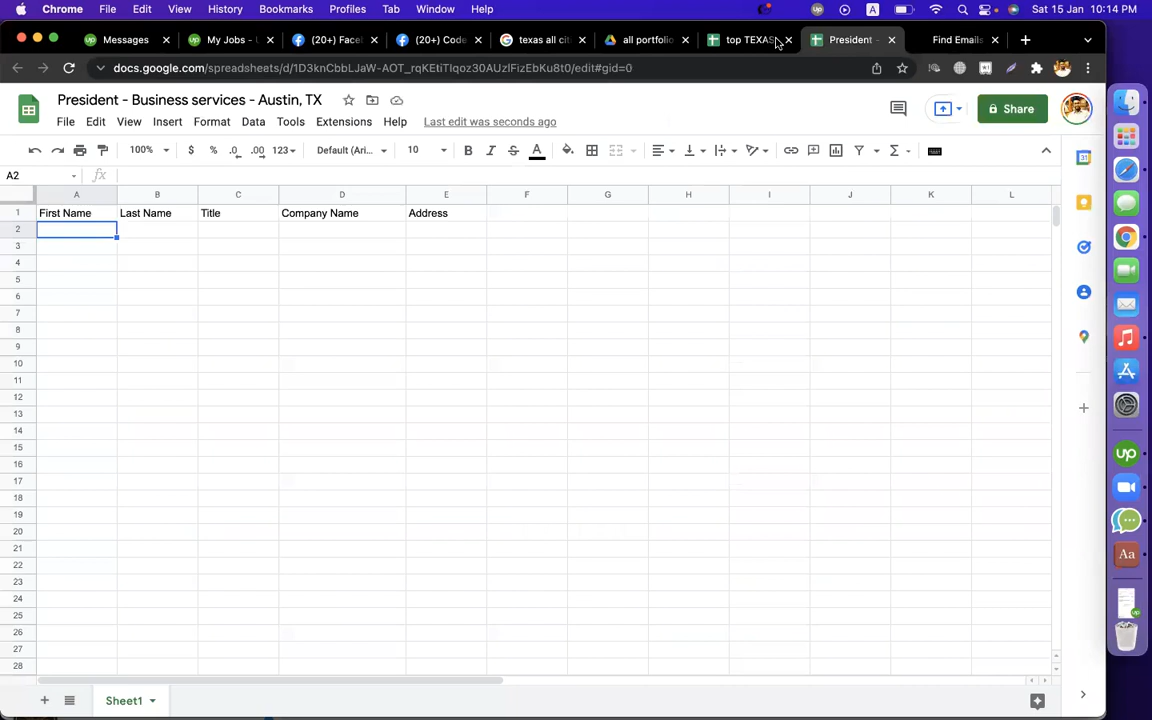 Chrome File Edit View History Bookmarks Profiles Tab Window Help
A
Sat 15 Jan 10:14 PM
Messages
My Jobs -
(20+) Face
(20+) Code
texas all cit
all portfolio
top TEXAS
President -
Find Emails
docs.google.com/spreadsheets/d/1D3knCbbLJaW-AOT_rqKEtiTIqoz30AUzlFizEbKu8t0/edit#gid=0
President - Business services - Austin, TX
File Edit View Insert Format Data Tools Extensions Help Last edit was seconds ago
Share
100% $ % .0 .00 123 Default (Ari... 10 B I S A
A2 fx
A B C D E F G H I J K L
1 First Name Last Name Title Company Name Address
2
3
4
5
6
7
8
9
10
11
12
13
14
15
16
17
18
19
20
21
22
23
24
25
26
27
28
Sheet1
31
up
Aa